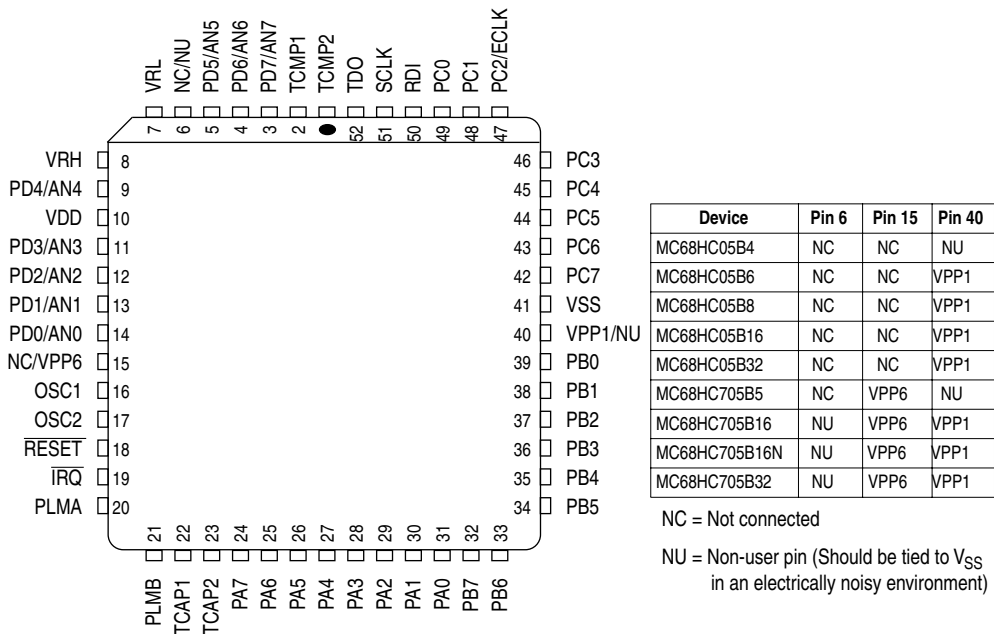 VRL
NC/NU
PD5/AN5
PD6/AN6
PD7/AN7
TCMP1
TCMP2
TDO
SCLK
RDI
PC0
PC1
PC2/ECLK
7
6
5
4
3
2
52
51
50
49
48
47
VRH 8
PD4/AN4 9
VDD 10
PD3/AN3 11
PD2/AN2 12
PD1/AN1 13
PD0/AN0 14
NC/VPP6 15
OSC1 16
OSC2 17
RESET 18
IRQ 19
PLMA 20
46 PC3
45 PC4
44 PC5
43 PC6
42 PC7
41 VSS
40 VPP1/NU
39 PB0
38 PB1
37 PB2
36 PB3
35 PB4
34 PB5
21
22
23
24
25
26
27
28
29
30
31
32
33
PLMB
TCAP1
TCAP2
PA7
PA6
PA5
PA4
PA3
PA2
PA1
PA0
PB7
PB6
Device Pin 6 Pin 15 Pin 40
MC68HC05B4 NC NC NU
MC68HC05B6 NC NC VPP1
MC68HC05B8 NC NC VPP1
MC68HC05B16 NC NC VPP1
MC68HC05B32 NC NC VPP1
MC68HC705B5 NC VPP6 NU
MC68HC705B16 NU VPP6 VPP1
MC68HC705B16N NU VPP6 VPP1
MC68HC705B32 NU VPP6 VPP1
NC = Not connected
NU = Non-user pin (Should be tied to VSS
in an electrically noisy environment)